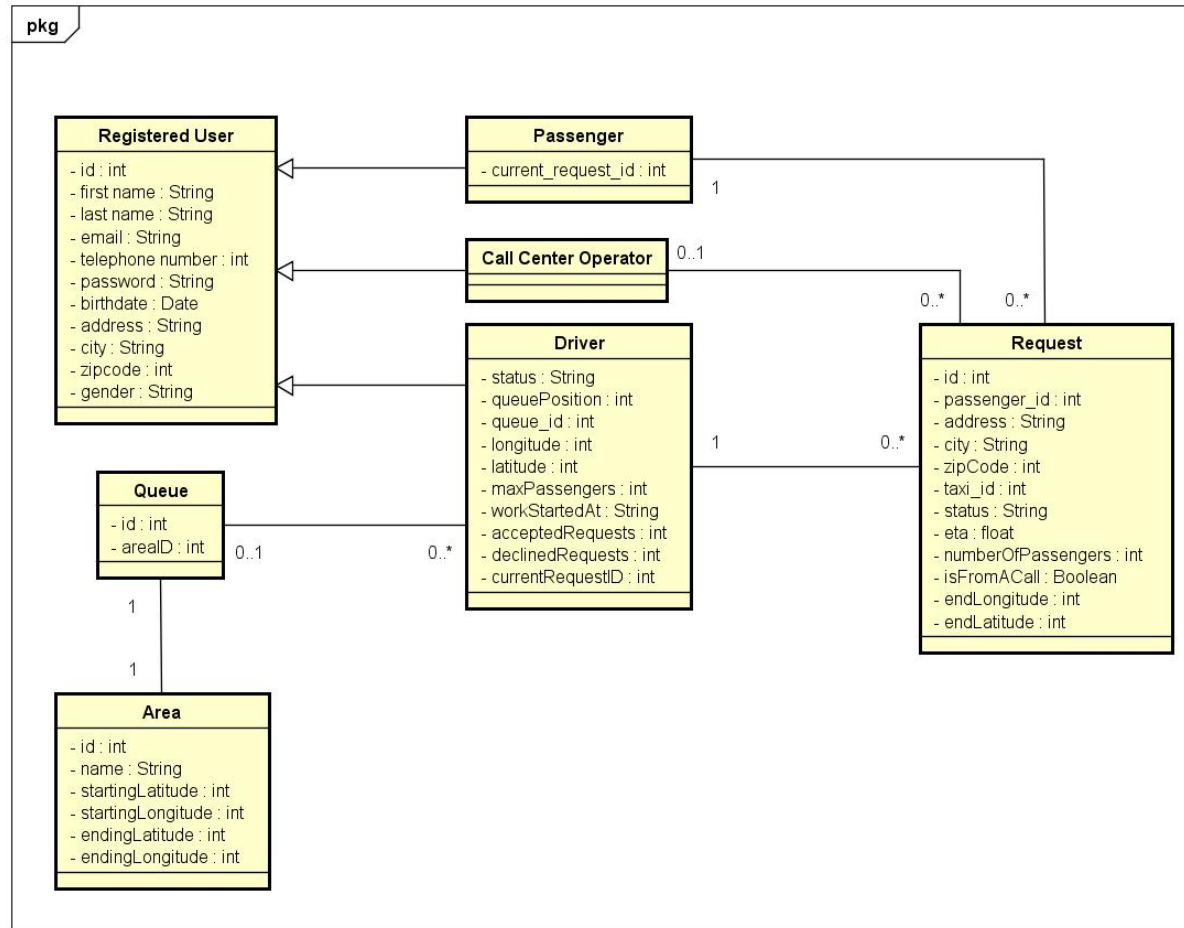 pkg
Registered User
- id : int
- first name : String
- last name : String
- email : String
- telephone number : int
- password : String
- birthdate : Date
- address : String
- city : String
- zipcode : int
- gender : String
Passenger
- current_request_id : int
1
Call Center Operator
0..1
0..*
0..*
Driver
- status : String
- queuePosition : int
- queue_id : int
- longitude : int
- latitude : int
- maxPassengers : int
- workStartedAt : String
- acceptedRequests : int
- declinedRequests : int
- currentRequestID : int
1
0..*
Request
- id : int
- passenger_id : int
- address : String
- city : String
- zipCode : int
- taxi_id : int
- status : String
- eta : float
- numberOfPassengers : int
- isFromACall : Boolean
- endLongitude : int
- endLatitude : int
Queue
- id : int
- areaID : int
0..1
0..*
1
1
Area
- id : int
- name : String
- startingLatitude : int
- startingLongitude : int
- endingLatitude : int
- endingLongitude : int